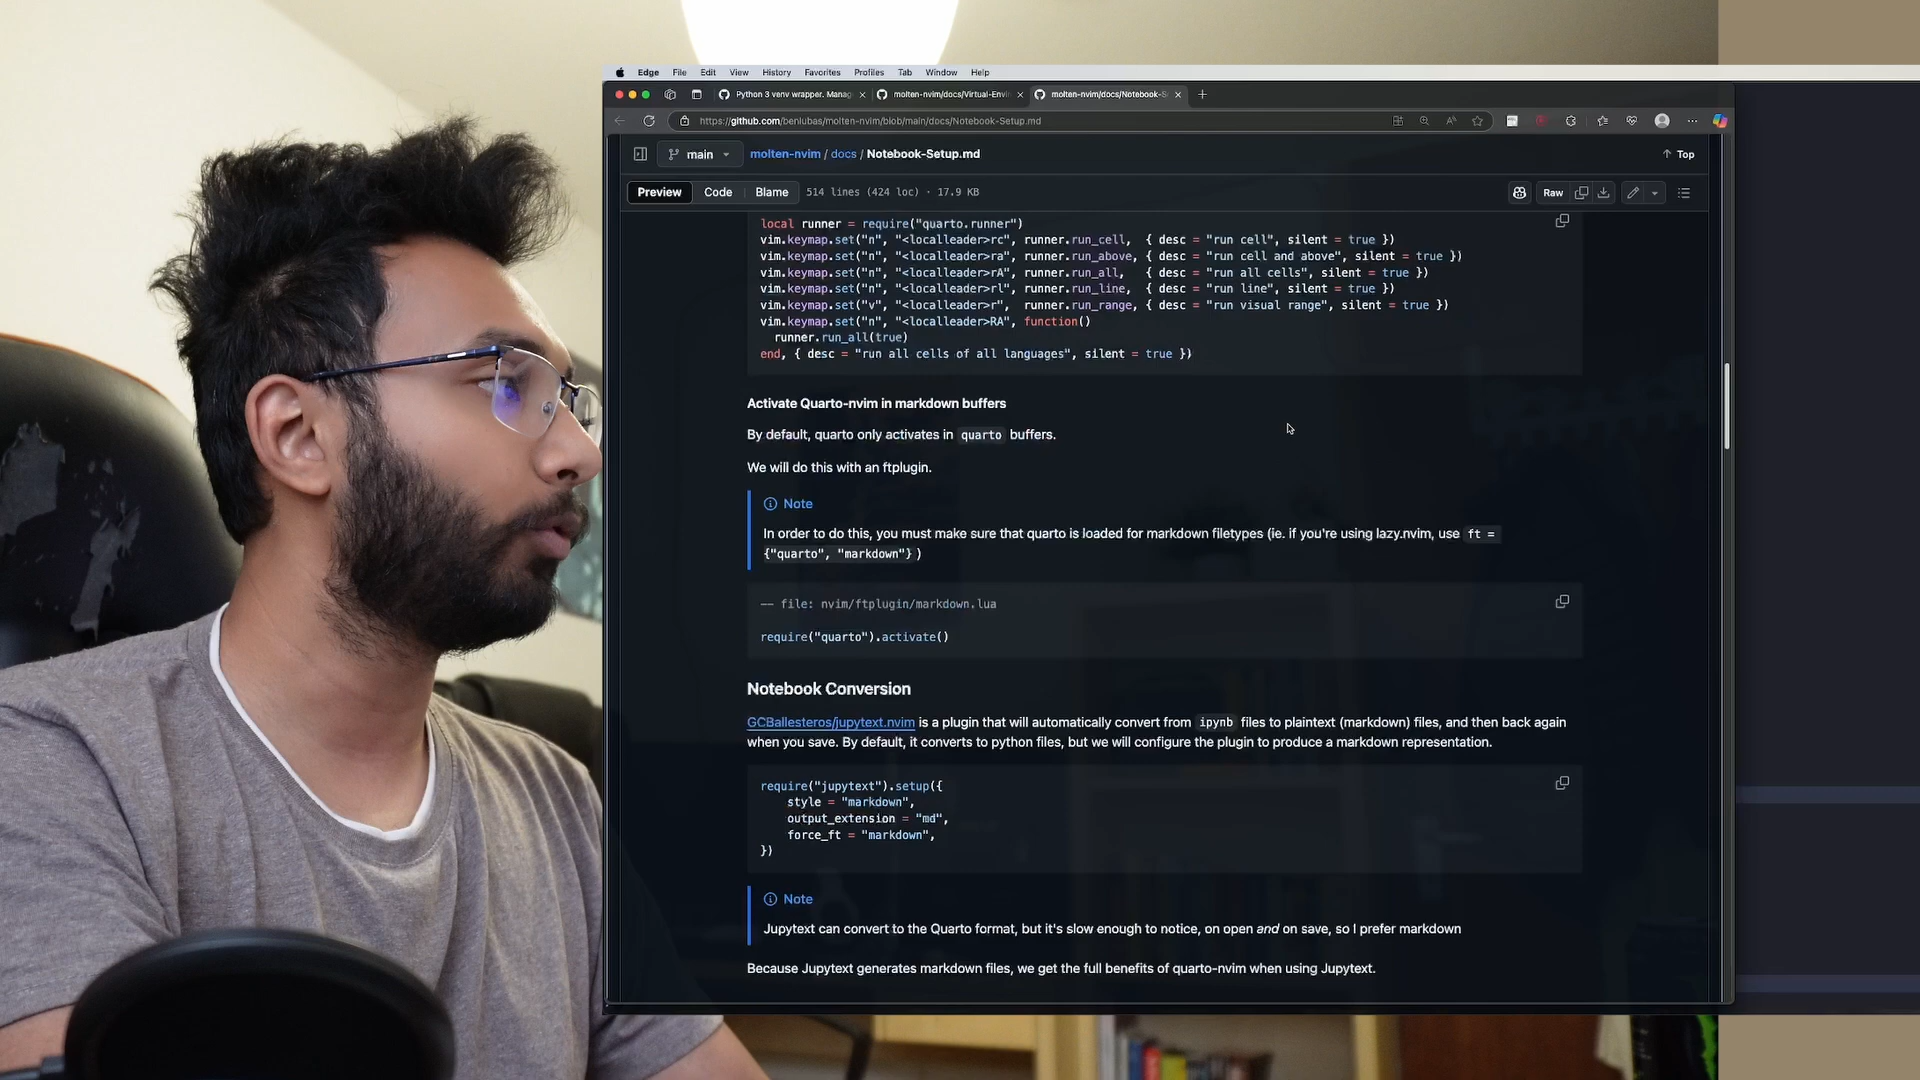 Edge File Edit View History Favorites Profiles Tab Window Help
Python 3 venv wrapper. Manag
molten-nvim/docs/Virtual-Envi
molten-nvim/docs/Notebook-S
https://github.com/benlubas/molten-nvim/blob/main/docs/Notebook-Setup.md
main molten-nvim / docs / Notebook-Setup.md Top
Preview Code Blame 514 lines (424 loc) · 17.9 KB Raw
local runner = require("quarto.runner")
vim.keymap.set("n", "<localleader>rc", runner.run_cell, { desc = "run cell", silent = true })
vim.keymap.set("n", "<localleader>ra", runner.run_above, { desc = "run cell and above", silent = true })
vim.keymap.set("n", "<localleader>rA", runner.run_all, { desc = "run all cells", silent = true })
vim.keymap.set("n", "<localleader>rl", runner.run_line, { desc = "run line", silent = true })
vim.keymap.set("v", "<localleader>r", runner.run_range, { desc = "run visual range", silent = true })
vim.keymap.set("n", "<localleader>RA", function()
runner.run_all(true)
end, { desc = "run all cells of all languages", silent = true })
Activate Quarto-nvim in markdown buffers
By default, quarto only activates in quarto buffers.
We will do this with an ftplugin.
Note
In order to do this, you must make sure that quarto is loaded for markdown filetypes (ie. if you're using lazy.nvim, use ft =
{"quarto", "markdown"} )
-- file: nvim/ftplugin/markdown.lua
require("quarto").activate()
Notebook Conversion
GCBallesteros/jupytext.nvim is a plugin that will automatically convert from ipynb files to plaintext (markdown) files, and then back again
when you save. By default, it converts to python files, but we will configure the plugin to produce a markdown representation.
require("jupytext").setup({
style = "markdown",
output_extension = "md",
force_ft = "markdown",
})
Note
Jupytext can convert to the Quarto format, but it's slow enough to notice, on open and on save, so I prefer markdown
Because Jupytext generates markdown files, we get the full benefits of quarto-nvim when using Jupytext.